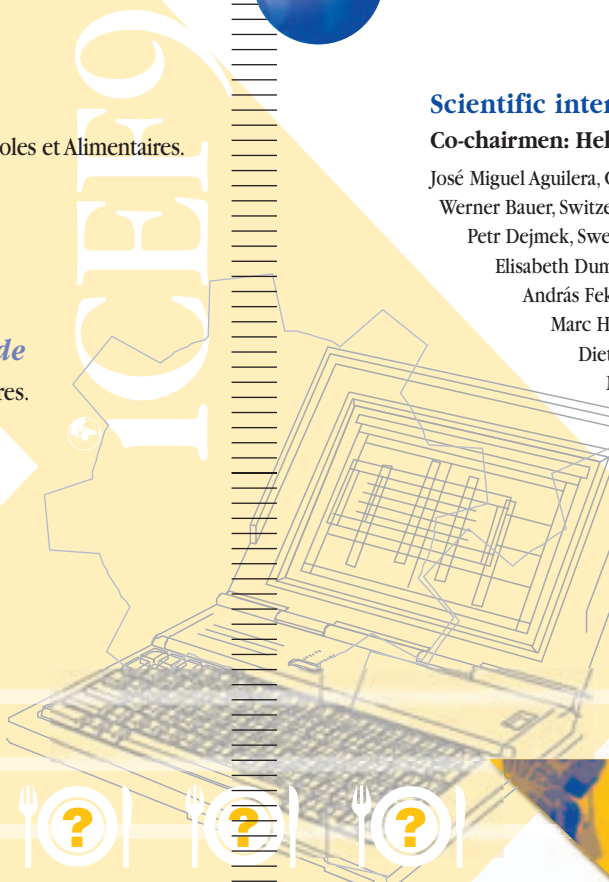 ICEF9
oles et Alimentaires.
de
res.
Scientific inter
Co-chairmen: Hel
José Miguel Aguilera, C
Werner Bauer, Switze
Petr Dejmek, Swe
Elisabeth Dum
András Fek
Marc H
Diet
? ? ?